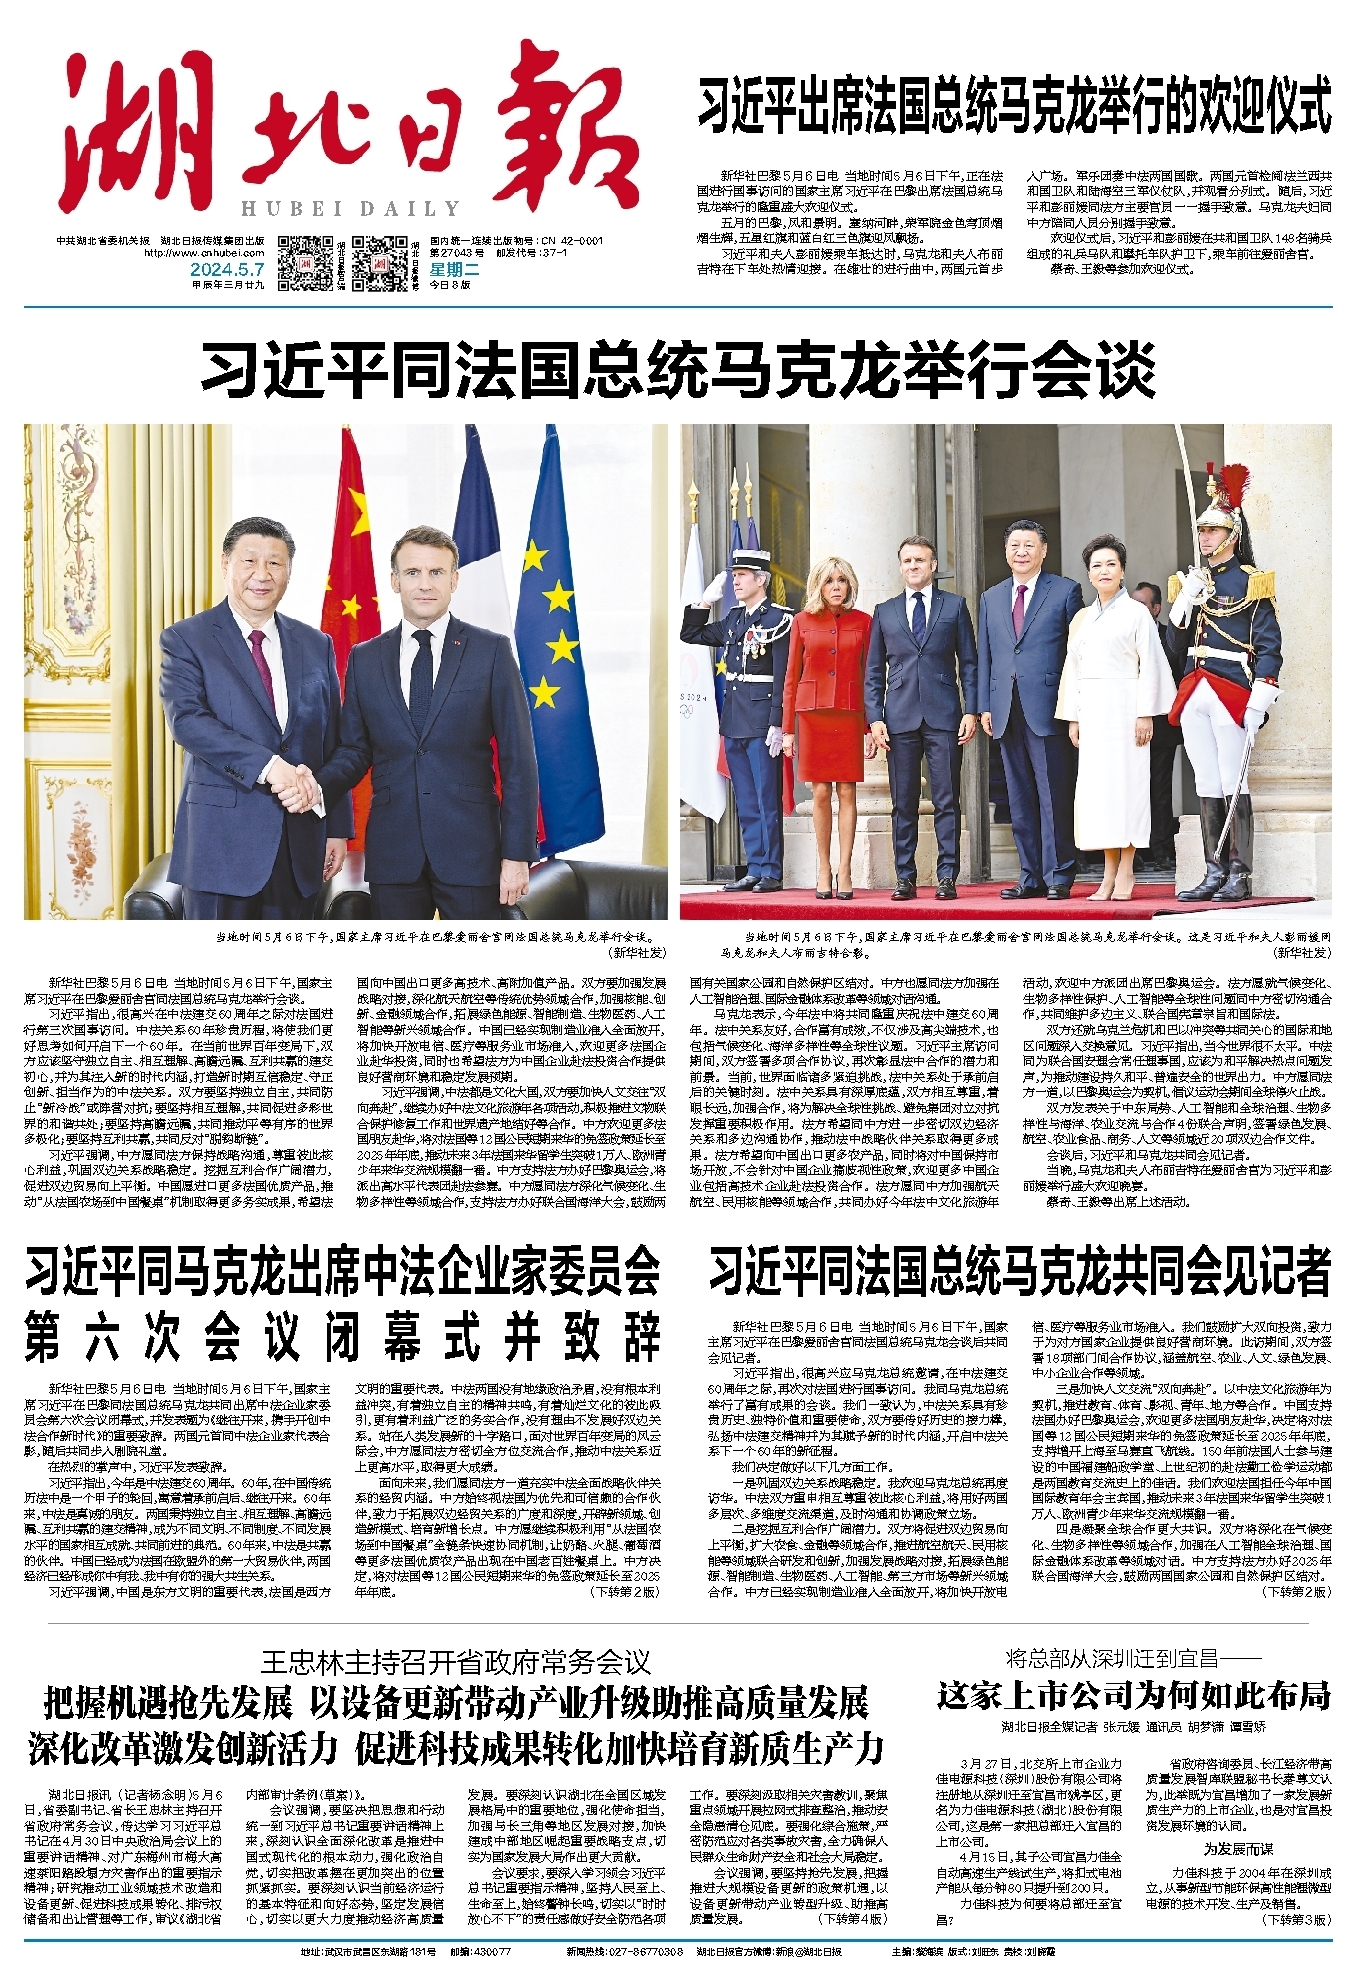 湖北日報
HUBEI DAILY
中共湖北省委机关报 湖北日报传媒集团出版
http://www.cnhubei.com
2024.5.7
甲辰年三月廿九
国内统一连续出版物号:CN 42-0001
第27043号 邮发代号:37-1
星期二
今日8版
习近平出席法国总统马克龙举行的欢迎仪式
新华社巴黎5月6日电 当地时间5月6日下午,正在法
国进行国事访问的国家主席习近平在巴黎出席法国总统马
克龙举行的隆重盛大欢迎仪式。
五月的巴黎,风和景明。塞纳河畔,荣军院金色穹顶熠
熠生辉,五星红旗和蓝白红三色旗迎风飘扬。
习近平和夫人彭丽媛乘车抵达时,马克龙和夫人布丽
吉特在下车处热情迎接。在雄壮的进行曲中,两国元首步
入广场。军乐团奏中法两国国歌。两国元首检阅法兰西共
和国卫队和陆海空三军仪仗队,并观看分列式。随后,习近
平和彭丽媛同法方主要官员一一握手致意。马克龙夫妇同
中方陪同人员分别握手致意。
欢迎仪式后,习近平和彭丽媛在共和国卫队148名骑兵
组成的礼兵马队和摩托车队护卫下,乘车前往爱丽舍宫。
蔡奇、王毅等参加欢迎仪式。
习近平同法国总统马克龙举行会谈
当地时间5月6日下午,国家主席习近平在巴黎爱丽舍宫同法国总统马克龙举行会谈。
(新华社发)
当地时间5月6日下午,国家主席习近平在巴黎爱丽舍宫同法国总统马克龙举行会谈。这是习近平和夫人彭丽媛同
马克龙和夫人布丽吉特合影。 (新华社发)
新华社巴黎5月6日电 当地时间5月6日下午,国家主
席习近平在巴黎爱丽舍宫同法国总统马克龙举行会谈。
习近平指出,很高兴在中法建交60周年之际对法国进
行第三次国事访问。中法关系60年珍贵历程,将使我们更
好思考如何开启下一个60年。在当前世界百年变局下,双
方应该坚守独立自主、相互理解、高瞻远瞩、互利共赢的建交
初心,并为其注入新的时代内涵,打造新时期互信稳定、守正
创新、担当作为的中法关系。双方要坚持独立自主,共同防
止“新冷战”或阵营对抗;要坚持相互理解,共同促进多彩世
界的和谐共处;要坚持高瞻远瞩,共同推动平等有序的世界
多极化;要坚持互利共赢,共同反对“脱钩断链”。
习近平强调,中方愿同法方保持战略沟通,尊重彼此核
心利益,巩固双边关系战略稳定。挖掘互利合作广阔潜力,
促进双边贸易向上平衡。中国愿进口更多法国优质产品,推
动“从法国农场到中国餐桌”机制取得更多务实成果,希望法
国向中国出口更多高技术、高附加值产品。双方要加强发展
战略对接,深化航天航空等传统优势领域合作,加强核能、创
新、金融领域合作,拓展绿色能源、智能制造、生物医药、人工
智能等新兴领域合作。中国已经实现制造业准入全面放开,
将加快开放电信、医疗等服务业市场准入,欢迎更多法国企
业赴华投资,同时也希望法方为中国企业赴法投资合作提供
良好营商环境和稳定发展预期。
习近平强调,中法都是文化大国,双方要加快人文交往“双
向奔赴”,继续办好中法文化旅游年各项活动,积极推进文物联
合保护修复工作和世界遗产地结好等合作。中方欢迎更多法
国朋友赴华,将对法国等12国公民短期来华的免签政策延长至
2025年年底,推动未来3年法国来华留学生突破1万人、欧洲青
少年来华交流规模翻一番。中方支持法方办好巴黎奥运会,将
派出高水平代表团赴法参赛。中方愿同法方深化气候变化、生
物多样性等领域合作,支持法方办好联合国海洋大会,鼓励两
国有关国家公园和自然保护区结对。中方也愿同法方加强在
人工智能治理、国际金融体系改革等领域对话沟通。
马克龙表示,今年法中将共同隆重庆祝法中建交60周
年。法中关系友好,合作富有成效,不仅涉及高尖端技术,也
包括气候变化、海洋多样性等全球性议题。习近平主席访问
期间,双方签署多项合作协议,再次彰显法中合作的潜力和
前景。当前,世界面临诸多紧迫挑战,法中关系处于承前启
后的关键时刻。法中关系具有深厚底蕴,双方相互尊重,着
眼长远,加强合作,将为解决全球性挑战、避免集团对立对抗
发挥重要积极作用。法方希望同中方进一步密切双边经济
关系和多边沟通协作,推动法中战略伙伴关系取得更多成
果。法方希望向中国出口更多农产品,同时将对中国保持市
场开放,不会针对中国企业搞歧视性政策,欢迎更多中国企
业包括高技术企业赴法投资合作。法方愿同中方加强航天
航空、民用核能等领域合作,共同办好今年法中文化旅游年
活动,欢迎中方派团出席巴黎奥运会。法方愿就气候变化、
生物多样性保护、人工智能等全球性问题同中方密切沟通合
作,共同维护多边主义、联合国宪章宗旨和国际法。
双方还就乌克兰危机和巴以冲突等共同关心的国际和地
区问题深入交换意见。习近平指出,当今世界很不太平。中法
同为联合国安理会常任理事国,应该为和平解决热点问题发
声,为推动建设持久和平、普遍安全的世界出力。中方愿同法
方一道,以巴黎奥运会为契机,倡议运动会期间全球停火止战。
双方发表关于中东局势、人工智能和全球治理、生物多
样性与海洋、农业交流与合作4份联合声明,签署绿色发展、
航空、农业食品、商务、人文等领域近20项双边合作文件。
会谈后,习近平和马克龙共同会见记者。
当晚,马克龙和夫人布丽吉特在爱丽舍宫为习近平和彭
丽媛举行盛大欢迎晚宴。
蔡奇、王毅等出席上述活动。
习近平同马克龙出席中法企业家委员会
第六次会议闭幕式并致辞
新华社巴黎5月6日电 当地时间5月6日下午,国家主
席习近平在巴黎同法国总统马克龙共同出席中法企业家委
员会第六次会议闭幕式,并发表题为《继往开来,携手开创中
法合作新时代》的重要致辞。两国元首同中法企业家代表合
影,随后共同步入剧院礼堂。
在热烈的掌声中,习近平发表致辞。
习近平指出,今年是中法建交60周年。60年,在中国传统
历法中是一个甲子的轮回,寓意着承前启后、继往开来。60年
来,中法是真诚的朋友。两国秉持独立自主、相互理解、高瞻远
瞩、互利共赢的建交精神,成为不同文明、不同制度、不同发展
水平的国家相互成就、共同前进的典范。60年来,中法是共赢
的伙伴。中国已经成为法国在欧盟外的第一大贸易伙伴,两国
经济已经形成你中有我、我中有你的强大共生关系。
习近平强调,中国是东方文明的重要代表,法国是西方
文明的重要代表。中法两国没有地缘政治矛盾,没有根本利
益冲突,有着独立自主的精神共鸣,有着灿烂文化的彼此吸
引,更有着利益广泛的务实合作,没有理由不发展好双边关
系。站在人类发展新的十字路口,面对世界百年变局的风云
际会,中方愿同法方密切全方位交流合作,推动中法关系迈
上更高水平,取得更大成绩。
面向未来,我们愿同法方一道充实中法全面战略伙伴关
系的经贸内涵。中方始终视法国为优先和可信赖的合作伙
伴,致力于拓展双边经贸关系的广度和深度,开辟新领域、创
造新模式、培育新增长点。中方愿继续积极利用“从法国农
场到中国餐桌”全链条快速协同机制,让奶酪、火腿、葡萄酒
等更多法国优质农产品出现在中国老百姓餐桌上。中方决
定,将对法国等12国公民短期来华的免签政策延长至2025
年年底。 (下转第2版)
习近平同法国总统马克龙共同会见记者
新华社巴黎5月6日电 当地时间5月6日下午,国家
主席习近平在巴黎爱丽舍宫同法国总统马克龙会谈后共同
会见记者。
习近平指出,很高兴应马克龙总统邀请,在中法建交
60周年之际,再次对法国进行国事访问。我同马克龙总统
举行了富有成果的会谈。我们一致认为,中法关系具有珍
贵历史、独特价值和重要使命,双方要传好历史的接力棒,
弘扬中法建交精神并为其赋予新的时代内涵,开启中法关
系下一个60年的新征程。
我们决定做好以下几方面工作。
一是巩固双边关系战略稳定。我欢迎马克龙总统再度
访华。中法双方重申相互尊重彼此核心利益,将用好两国
多层次、多维度交流渠道,及时沟通和协调政策立场。
二是挖掘互利合作广阔潜力。双方将促进双边贸易向
上平衡,扩大农食、金融等领域合作,推进航空航天、民用核
能等领域联合研发和创新,加强发展战略对接,拓展绿色能
源、智能制造、生物医药、人工智能、第三方市场等新兴领域
合作。中方已经实现制造业准入全面放开,将加快开放电
信、医疗等服务业市场准入。我们鼓励扩大双向投资,致力
于为对方国家企业提供良好营商环境。此访期间,双方签
署18项部门间合作协议,涵盖航空、农业、人文、绿色发展、
中小企业合作等领域。
三是加快人文交流“双向奔赴”。以中法文化旅游年为
契机,推进教育、体育、影视、青年、地方等合作。中国支持
法国办好巴黎奥运会,欢迎更多法国朋友赴华,决定将对法
国等12国公民短期来华的免签政策延长至2025年年底,
支持增开上海至马赛直飞航线。150年前法国人士参与建
设的中国福建船政学堂、上世纪初的赴法勤工俭学运动都
是两国教育交流史上的佳话。我们欢迎法国担任今年中国
国际教育年会主宾国,推动未来3年法国来华留学生突破1
万人、欧洲青少年来华交流规模翻一番。
四是凝聚全球合作更大共识。双方将深化在气候变
化、生物多样性等领域合作,加强在人工智能全球治理、国
际金融体系改革等领域对话。中方支持法方办好2025年
联合国海洋大会,鼓励两国国家公园和自然保护区结对。
(下转第2版)
王忠林主持召开省政府常务会议
把握机遇抢先发展 以设备更新带动产业升级助推高质量发展
深化改革激发创新活力 促进科技成果转化加快培育新质生产力
湖北日报讯 (记者杨念明)5月6
日,省委副书记、省长王忠林主持召开
省政府常务会议,传达学习习近平总
书记在4月30日中央政治局会议上的
重要讲话精神、对广东梅州市梅大高
速茶阳路段塌方灾害作出的重要指示
精神;研究推动工业领域技术改造和
设备更新、促进科技成果转化、排污权
储备和出让管理等工作,审议《湖北省
内部审计条例(草案)》。
会议强调,要坚决把思想和行动
统一到习近平总书记重要讲话精神上
来,深刻认识全面深化改革是推进中
国式现代化的根本动力,强化政治自
觉,切实把改革摆在更加突出的位置
抓紧抓实。要深刻认识当前经济运行
的基本特征和向好态势,坚定发展信
心,切实以更大力度推动经济高质量
发展。要深刻认识湖北在全国区域发
展格局中的重要地位,强化使命担当,
加强与长三角等地区发展对接,加快
建成中部地区崛起重要战略支点,切
实为国家发展大局作出更大贡献。
会议要求,要深入学习领会习近平
总书记重要指示精神,坚持人民至上、
生命至上,始终警钟长鸣,切实以“时时
放心不下”的责任感做好安全防范各项
工作。要深刻汲取相关灾害教训,聚焦
重点领域开展拉网式排查整治,推动安
全隐患清仓见底。要强化综合施策,严
密防范应对各类事故灾害,全力确保人
民群众生命财产安全和社会大局稳定。
会议强调,要坚持抢先发展,把握
推进大规模设备更新的政策机遇,以
设备更新带动产业转型升级、助推高
质量发展。 (下转第4版)
将总部从深圳迁到宜昌——
这家上市公司为何如此布局
湖北日报全媒记者 张元媛 通讯员 胡梦蒲 谭雪娇
3月27日,北交所上市企业力
佳电源科技(深圳)股份有限公司将
注册地从深圳迁至宜昌市猇亭区,更
名为力佳电源科技(湖北)股份有限
公司,这是第一家把总部迁入宜昌的
上市公司。
4月15日,其子公司宜昌力佳全
自动高速生产线试生产,将扣式电池
产能从每分钟80只提升到200只。
力佳科技为何要将总部迁至宜
昌?
省政府咨询委员、长江经济带高
质量发展智库联盟秘书长秦尊文认
为,此举既为宜昌增加了一家发展新
质生产力的上市企业,也是对宜昌投
资发展环境的认同。
为发展而谋
力佳科技于2004年在深圳成
立,从事新型节能环保高性能锂微型
电源的技术开发、生产及销售。
(下转第3版)
地址:武汉市武昌区东湖路181号 邮编:430077 新闻热线:027-86770308 湖北日报官方微博:新浪@湖北日报 主编:黎海滨 版式:刘旺东 责校:刘晓露